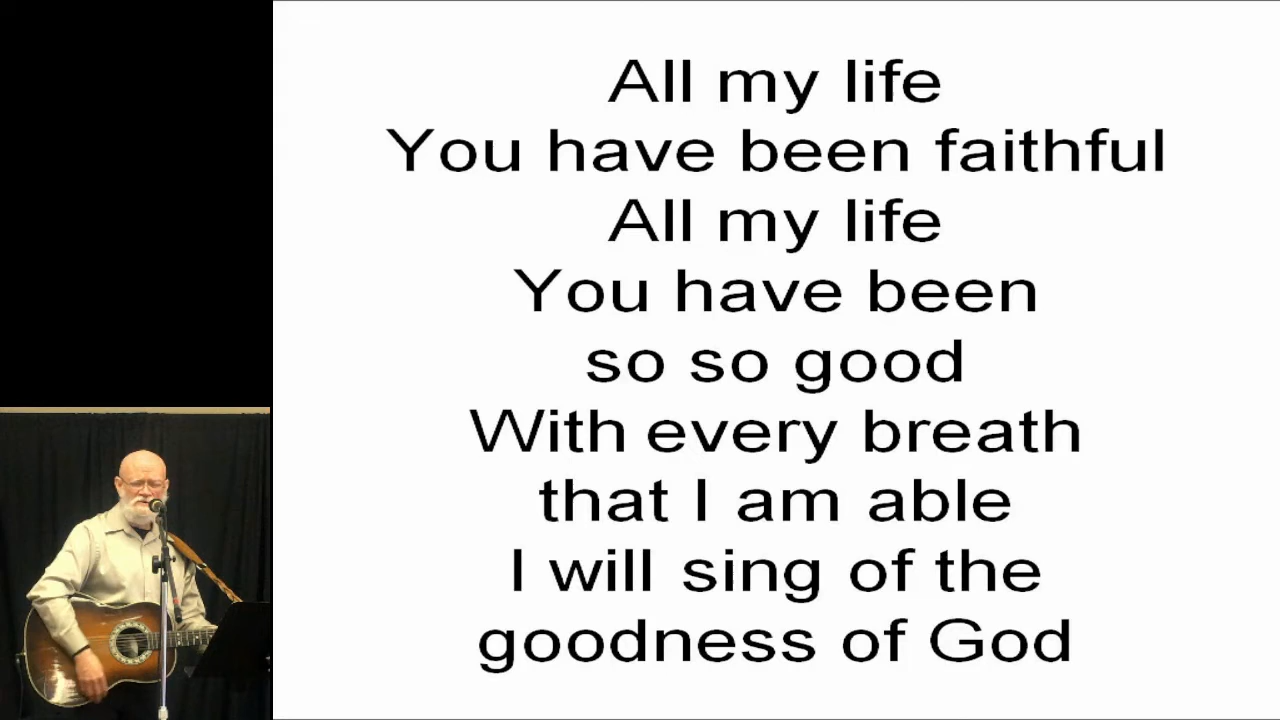 All my life
You have been faithful
All my life
You have been
so so good
With every breath
that I am able
I will sing of the
goodness of God